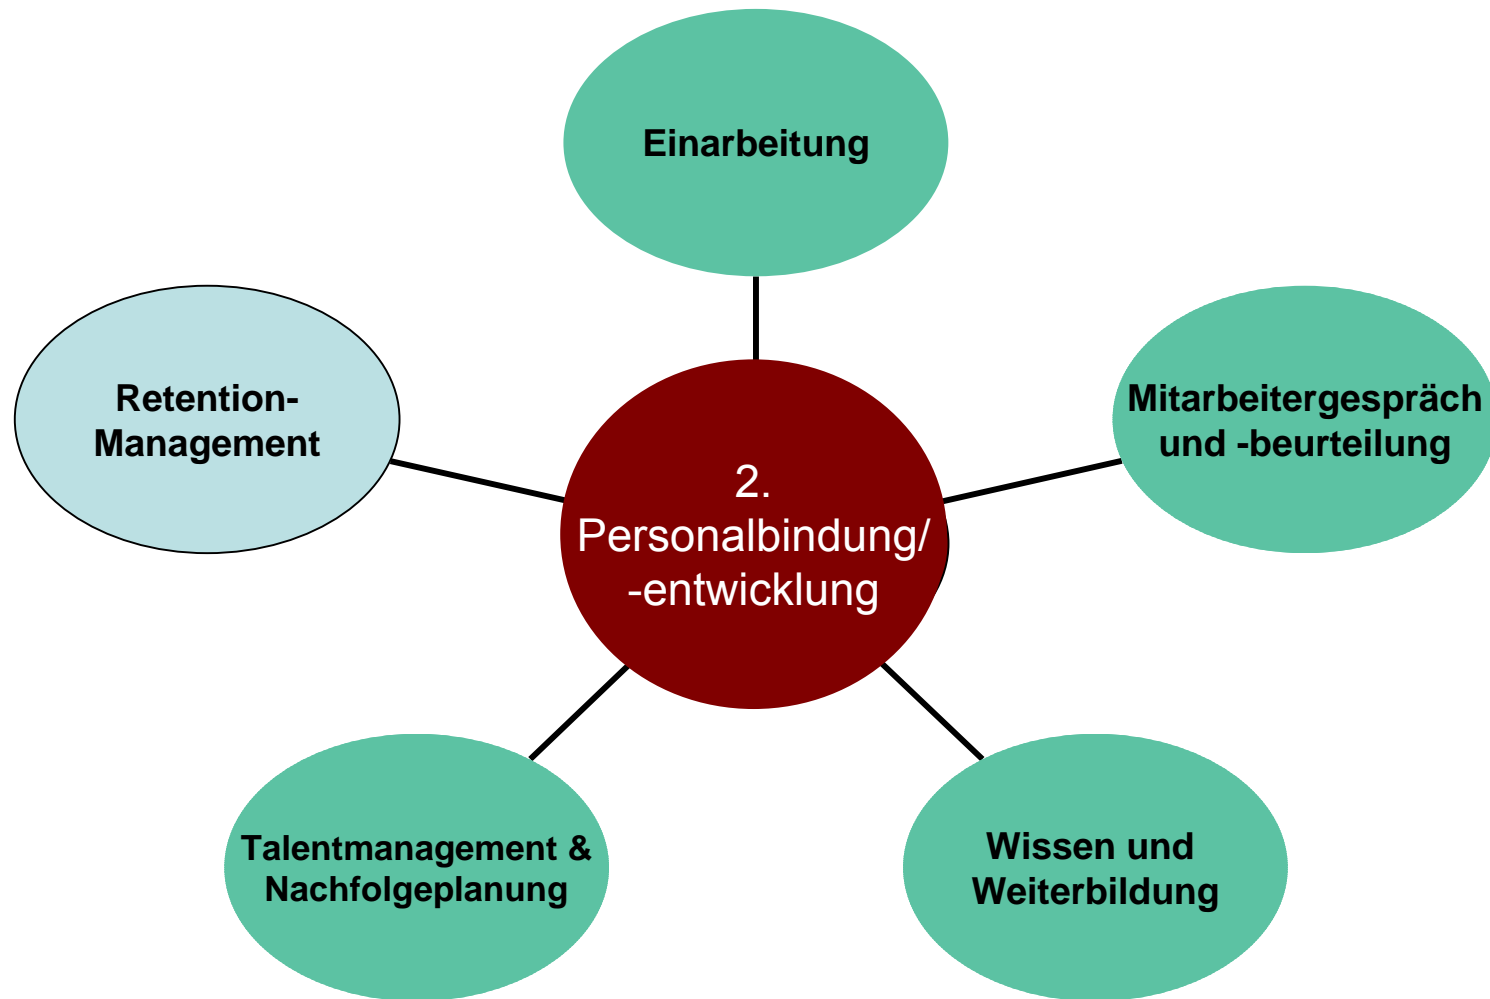 Einarbeitung
Retention-
Management
Mitarbeitergespräch
und -beurteilung
2.
Personalbindung/
-entwicklung
Talentmanagement &
Nachfolgeplanung
Wissen und
Weiterbildung